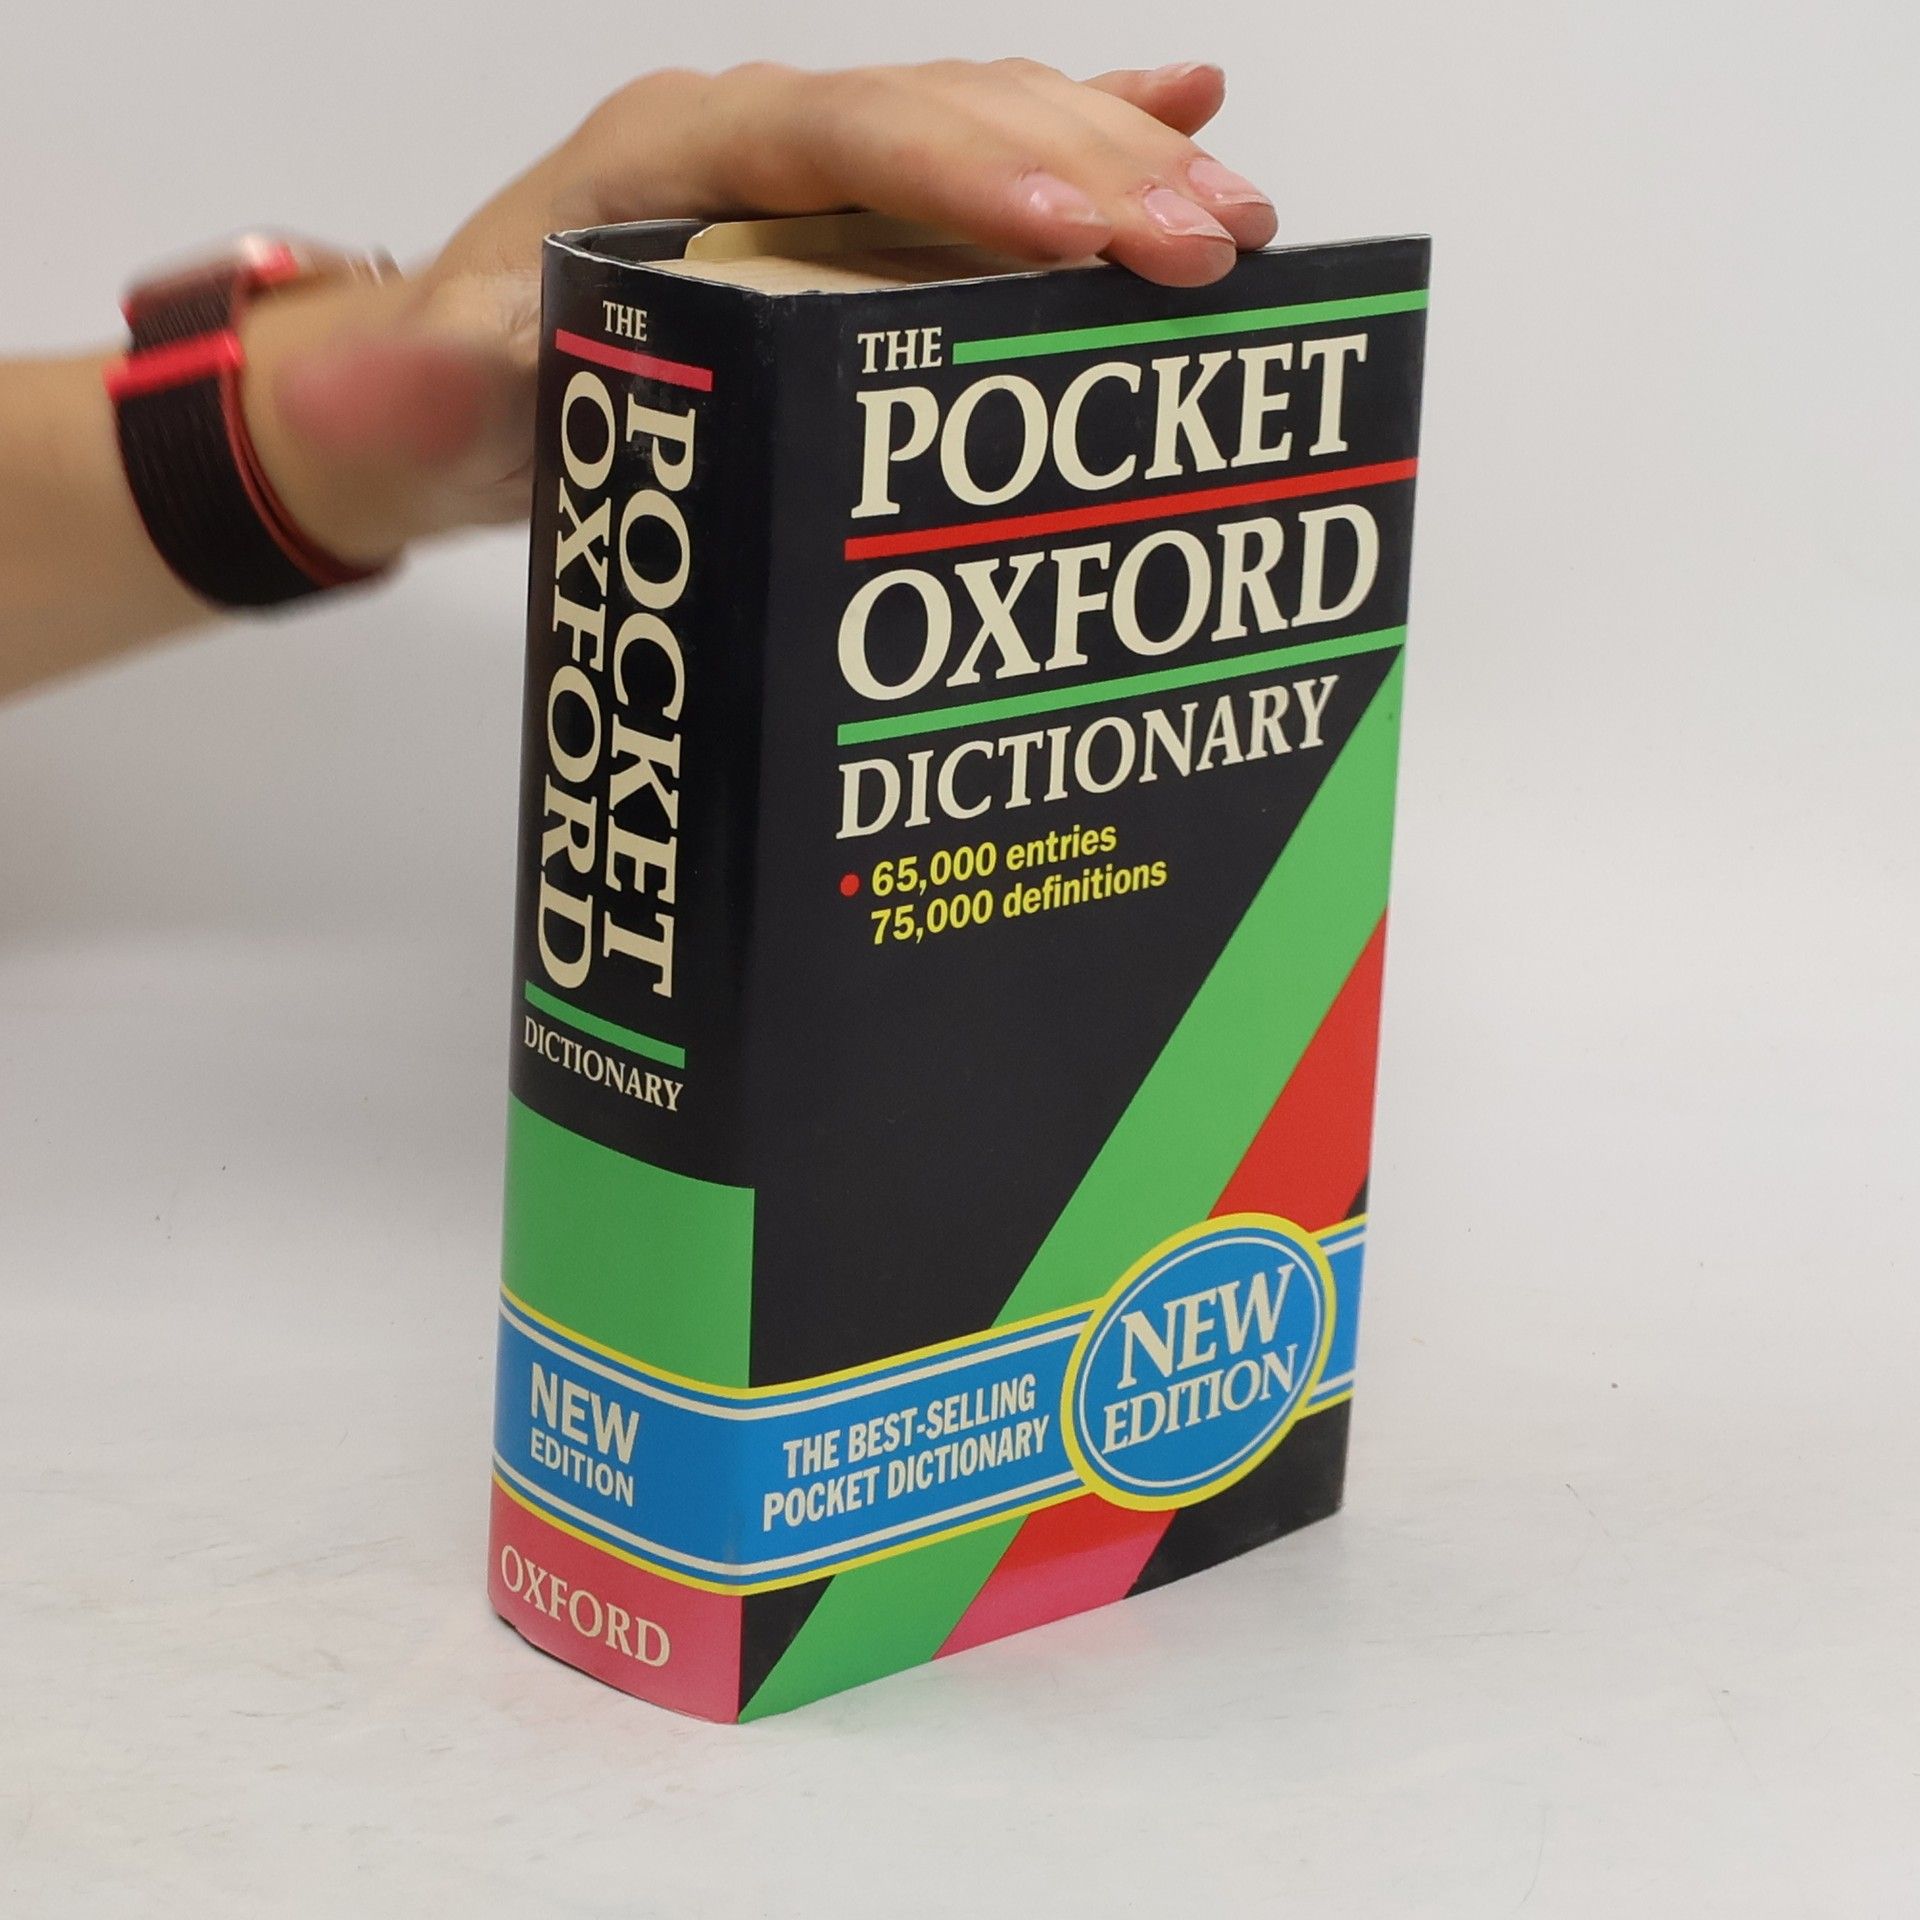 THE
POCKET
OXFORD
DICTIONARY
NEW
EDITION
OXFORD
THE
POCKET
OXFORD
DICTIONARY
• 65,000 entries
75,000 definitions
THE BEST-SELLING
POCKET DICTIONARY
NEW
EDITION